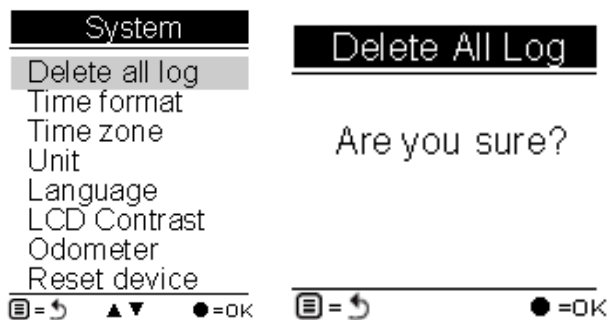 System
Delete all log
Time format
Time zone
Unit
Language
LCD Contrast
Odometer
Reset device
= ▲ ▼ ●=OK
Delete All Log
Are you sure?
= ●=OK